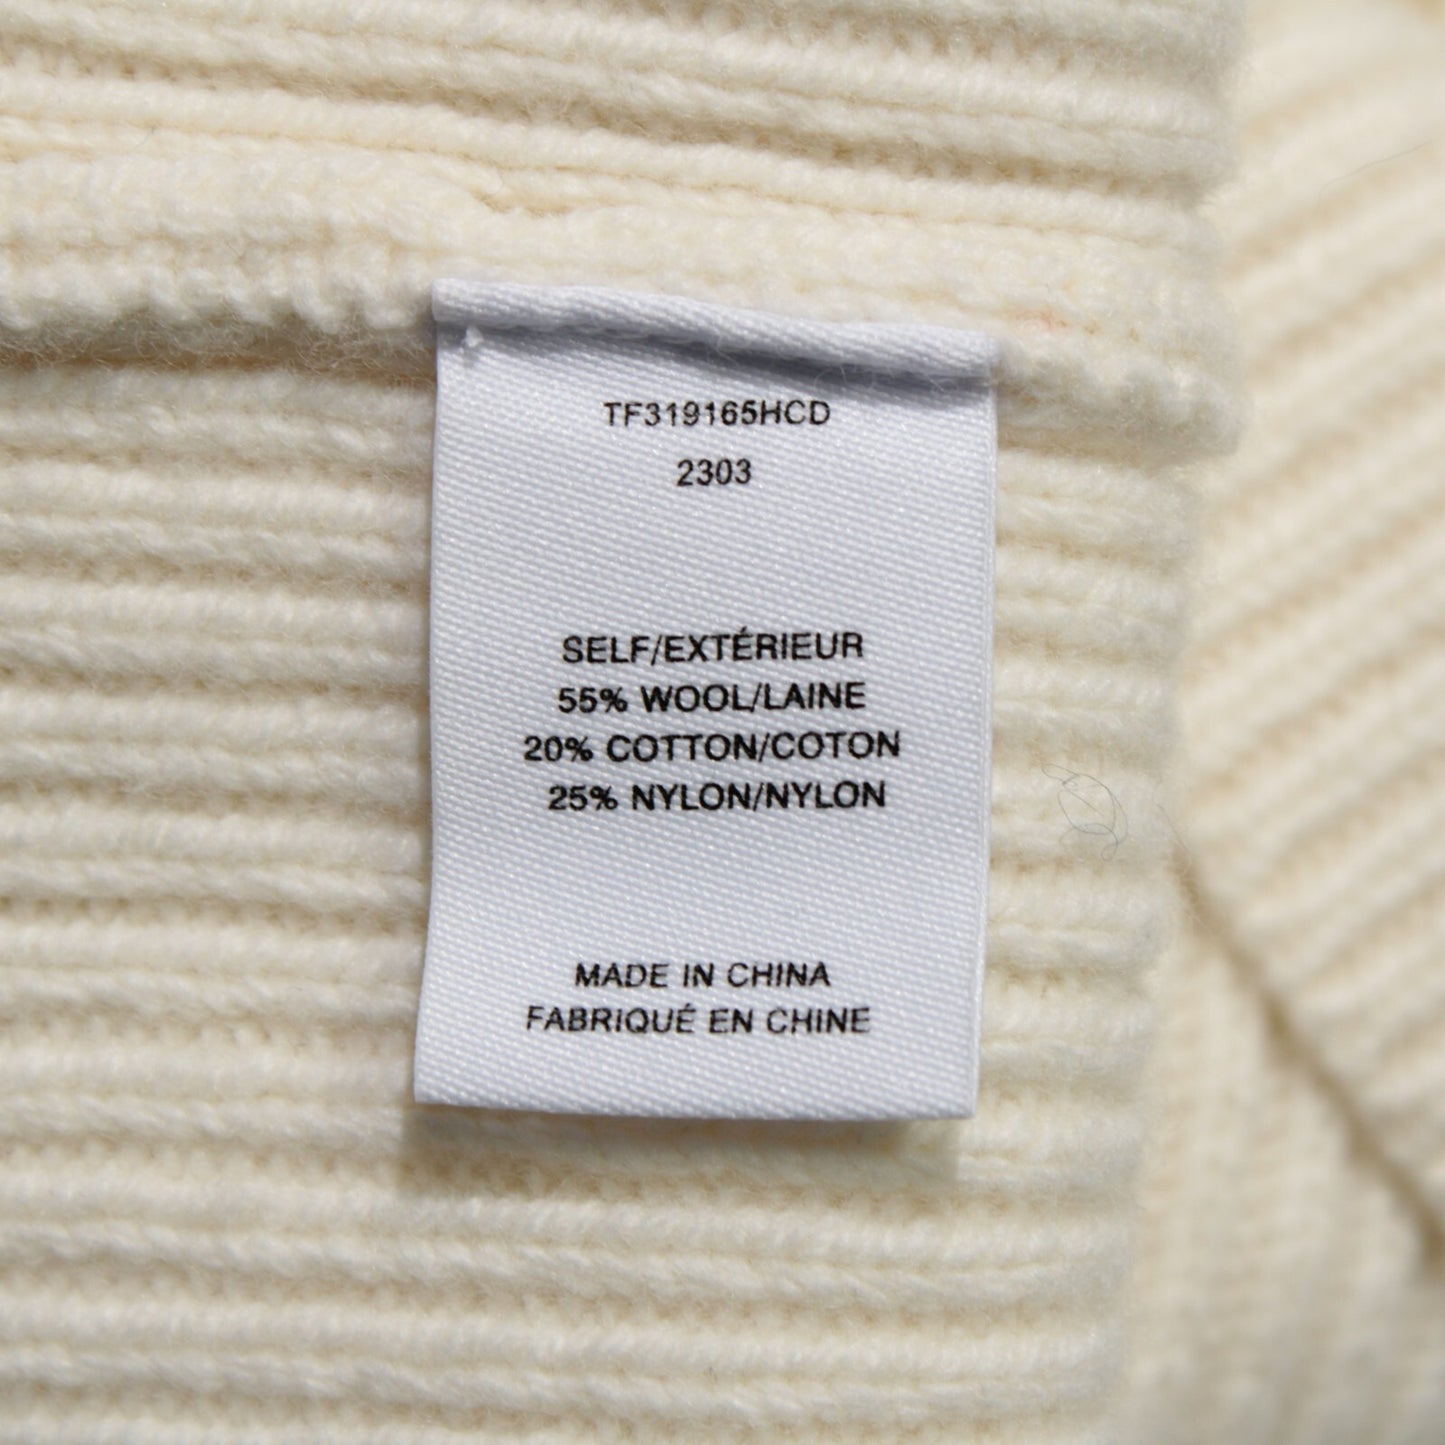 TF319165HCD
2303
SELF/EXTÉRIEUR
55% WOOL/LAINE
20% COTTON/COTON
25% NYLON/NYLON
MADE IN CHINA
FABRIQUÉ EN CHINE